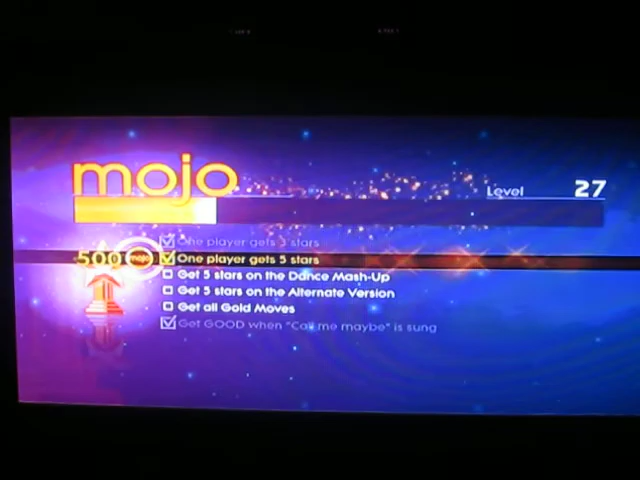 mojo
Level 27
One player gets 3 stars
500 mojo One player gets 5 stars
Get 5 stars on the Dance Mash-Up
Get 5 stars on the Alternate Version
Get all Gold Moves
Get GOOD when "Call me maybe" is sung